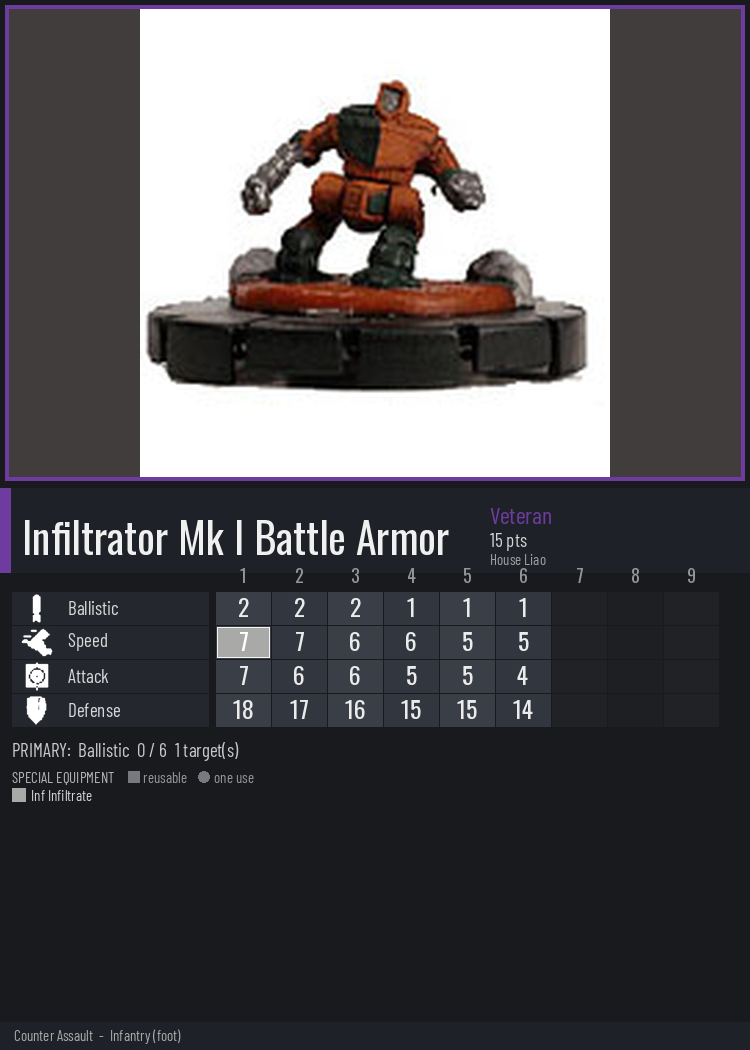 Infiltrator Mk I Battle Armor
Veteran
15 pts
House Liao
1 2 3 4 5 6 7 8 9
Ballistic 2 2 2 1 1 1
Speed 7 7 6 6 5 5
Attack 7 6 6 5 5 4
Defense 18 17 16 15 15 14
PRIMARY: Ballistic 0 / 6 1 target(s)
SPECIAL EQUIPMENT reusable one use
Inf Infiltrate
Counter Assault - Infantry (foot)